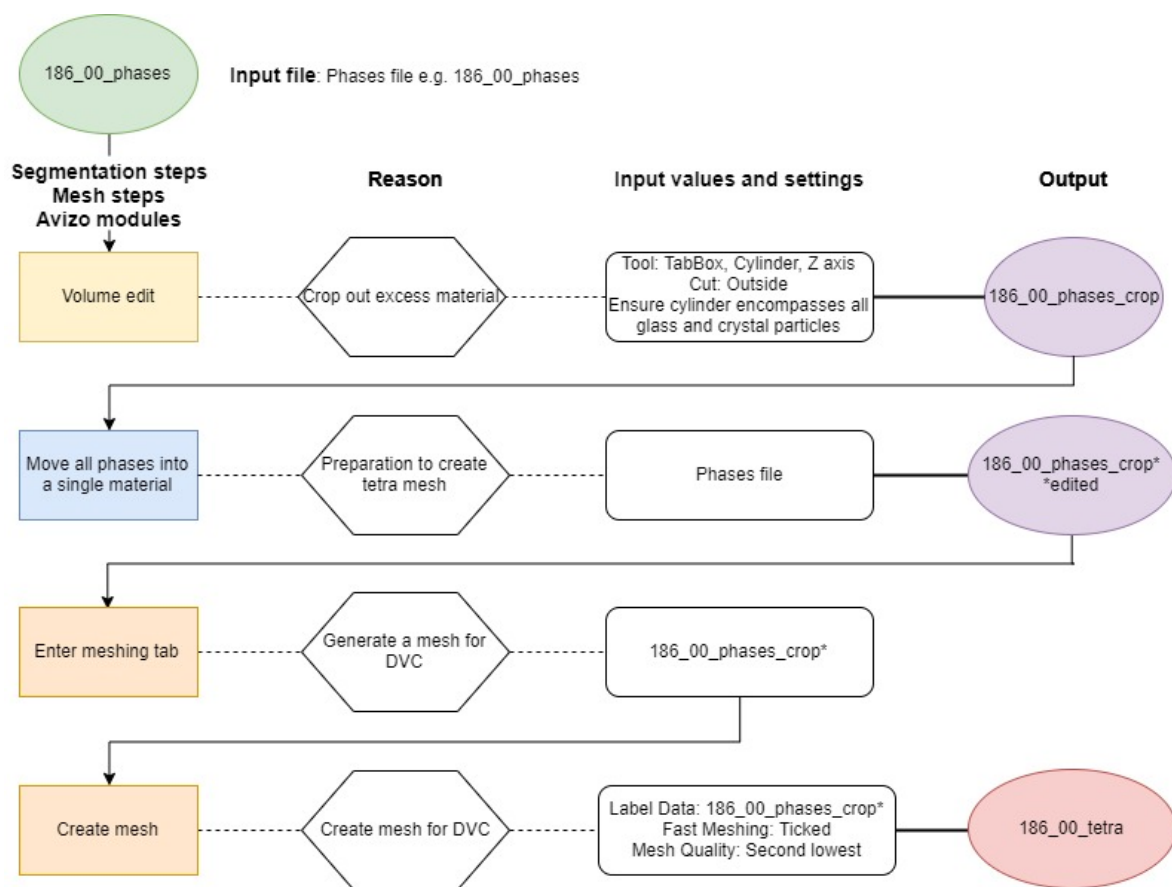 186_00_phases
Input file: Phases file e.g. 186_00_phases
Segmentation steps
Mesh steps
Avizo modules
Reason
Input values and settings
Output
Volume edit
Crop out excess material
Tool: TabBox, Cylinder, Z axis
Cut: Outside
Ensure cylinder encompasses all
glass and crystal particles
186_00_phases_crop
Move all phases into
a single material
Preparation to create
tetra mesh
Phases file
186_00_phases_crop*
*edited
Enter meshing tab
Generate a mesh for
DVC
186_00_phases_crop*
Create mesh
Create mesh for DVC
Label Data: 186_00_phases_crop*
Fast Meshing: Ticked
Mesh Quality: Second lowest
186_00_tetra